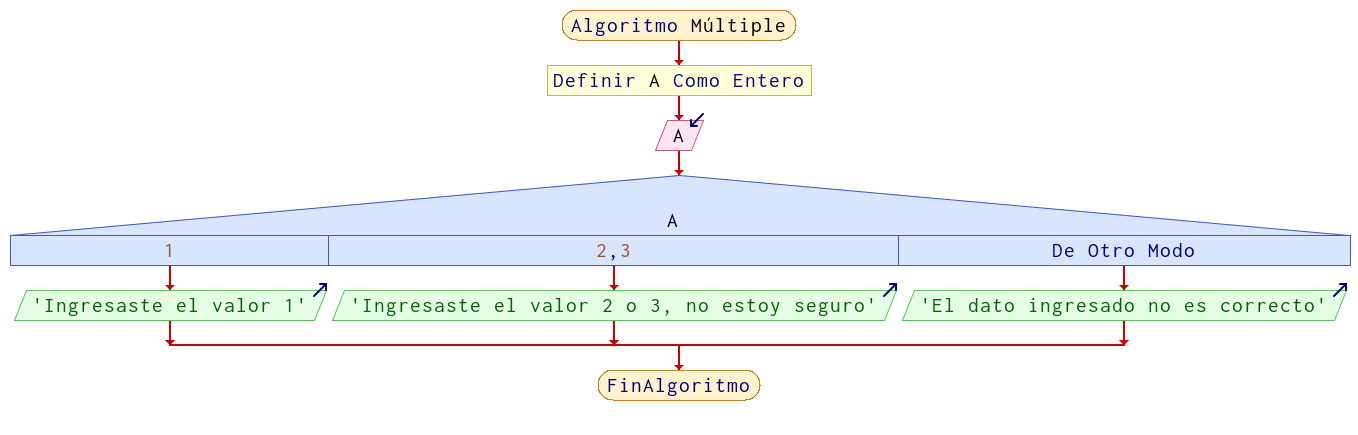 Algoritmo Múltiple
Definir A Como Entero
A
A
1
2,3
De Otro Modo
'Ingresaste el valor 1'
'Ingresaste el valor 2 o 3, no estoy seguro'
'El dato ingresado no es correcto'
FinAlgoritmo